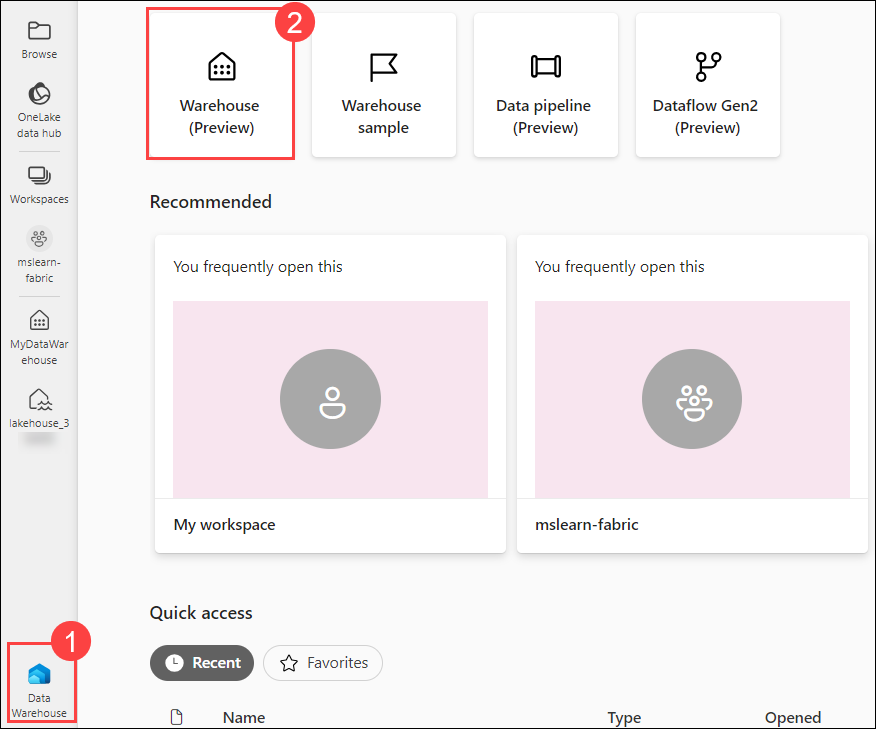 Browse
OneLake
data hub
Workspaces
mslearn-
fabric
MyDataWar
ehouse
lakehouse_3
1
Data
Warehouse
2
Warehouse
(Preview)
Warehouse
sample
Data pipeline
(Preview)
Dataflow Gen2
(Preview)
Recommended
You frequently open this
My workspace
You frequently open this
mslearn-fabric
Quick access
Recent
Favorites
Name Type Opened